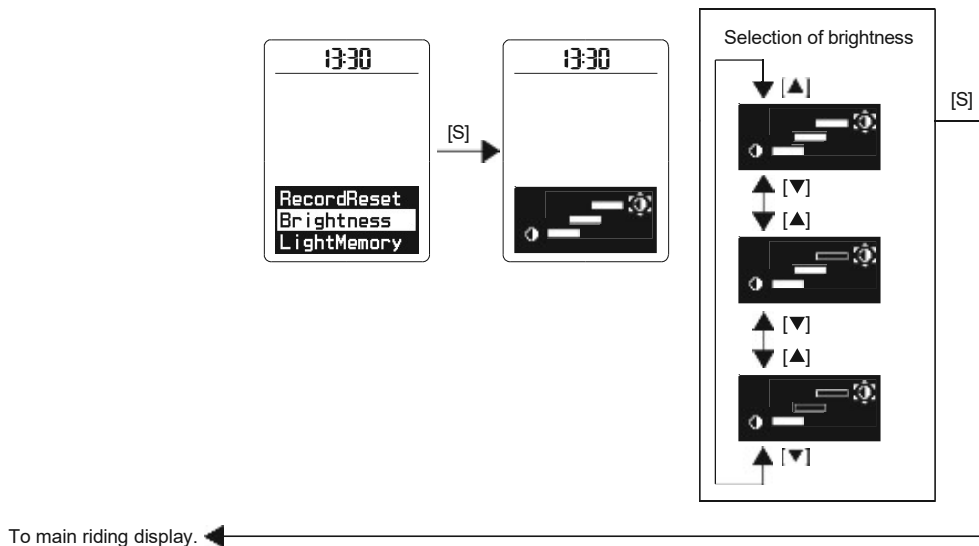 Selection of brightness
13:30
13:30
[▲]
[S]
[S]
[▼]
[▲]
RecordReset
Brightness
LightMemory
[▼]
[▲]
[▼]
To main riding display.